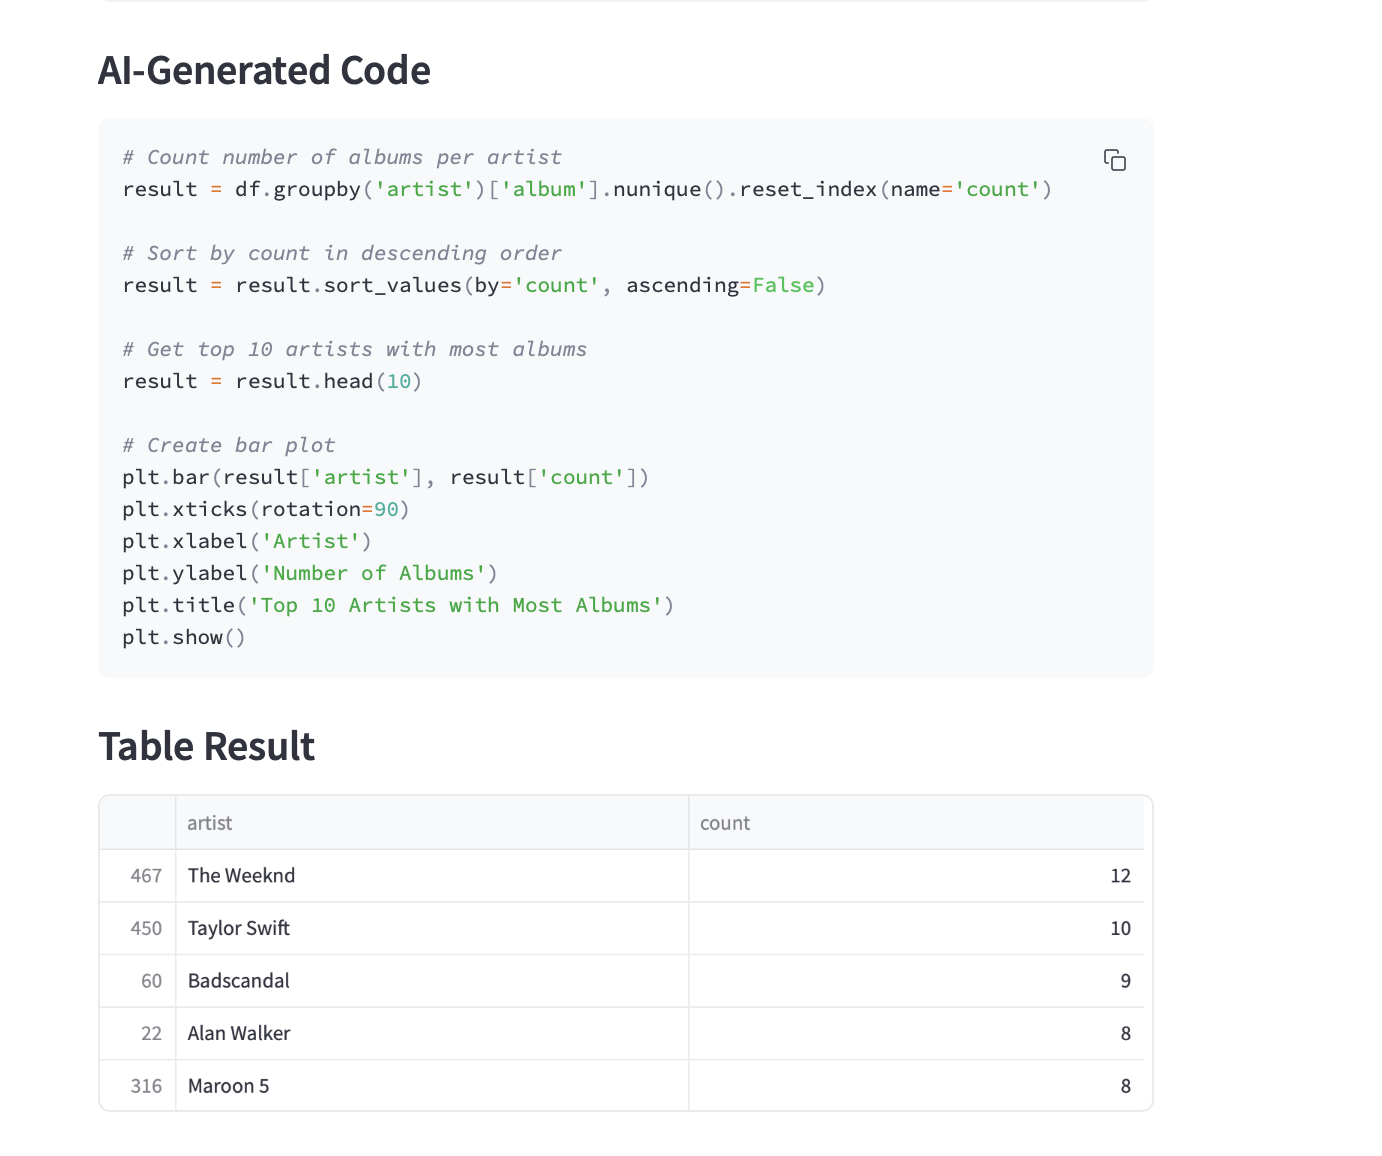 AI-Generated Code
# Count number of albums per artist
result = df.groupby('artist')['album'].nunique().reset_index(name='count')
# Sort by count in descending order
result = result.sort_values(by='count', ascending=False)
# Get top 10 artists with most albums
result = result.head(10)
# Create bar plot
plt.bar(result['artist'], result['count'])
plt.xticks(rotation=90)
plt.xlabel('Artist')
plt.ylabel('Number of Albums')
plt.title('Top 10 Artists with Most Albums')
plt.show()
Table Result
artist count
467 The Weeknd 12
450 Taylor Swift 10
60 Badscandal 9
22 Alan Walker 8
316 Maroon 5 8